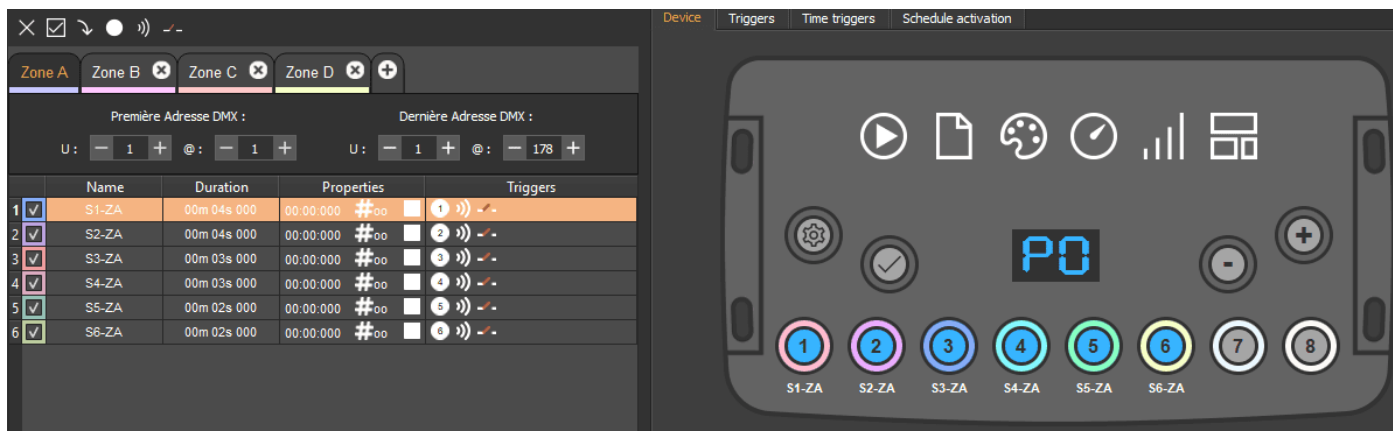 Device Triggers Time triggers Schedule activation
Zone A Zone B Zone C Zone D
Première Adresse DMX : Dernière Adresse DMX :
U : 1 @ : 1 U : 1 @ : 178
Name Duration Properties Triggers
1 S1-ZA 00m 04s 000 00:00:000 #00 1
2 S2-ZA 00m 04s 000 00:00:000 #00 2
3 S3-ZA 00m 03s 000 00:00:000 #00 3
4 S4-ZA 00m 03s 000 00:00:000 #00 4
5 S5-ZA 00m 02s 000 00:00:000 #00 5
6 S6-ZA 00m 02s 000 00:00:000 #00 6
P0
1 2 3 4 5 6 7 8
S1-ZA S2-ZA S3-ZA S4-ZA S5-ZA S6-ZA